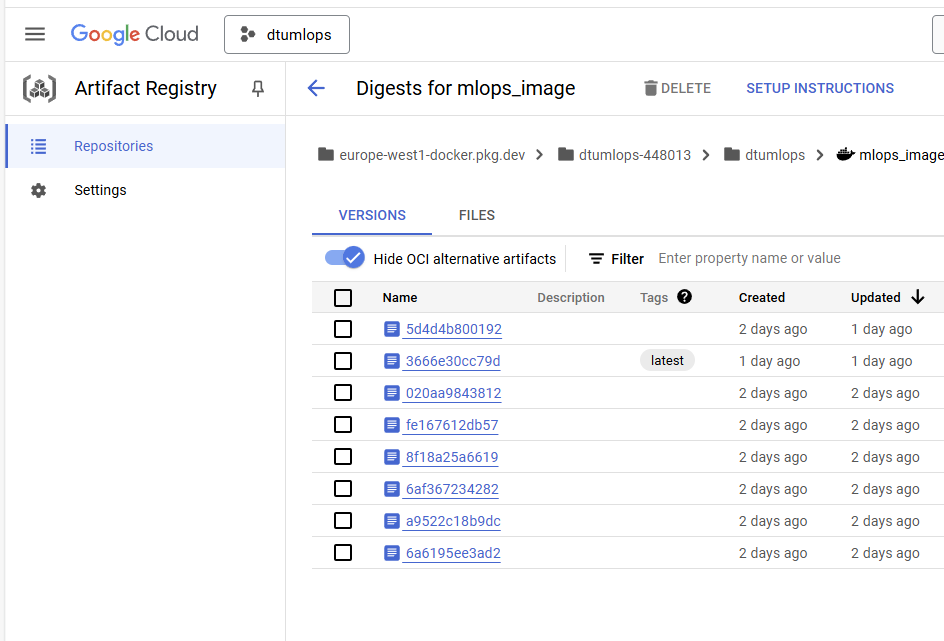 Google Cloud
dtumlops
Artifact Registry
Digests for mlops_image
DELETE
SETUP INSTRUCTIONS
Repositories
Settings
europe-west1-docker.pkg.dev
dtumlops-448013
dtumlops
mlops_image
VERSIONS
FILES
Hide OCI alternative artifacts
Filter
Enter property name or value
Name Description Tags ? Created Updated
5d4d4b800192 2 days ago 1 day ago
3666e30cc79d latest 1 day ago 1 day ago
020aa9843812 2 days ago 2 days ago
fe167612db57 2 days ago 2 days ago
8f18a25a6619 2 days ago 2 days ago
6af367234282 2 days ago 2 days ago
a9522c18b9dc 2 days ago 2 days ago
6a6195ee3ad2 2 days ago 2 days ago